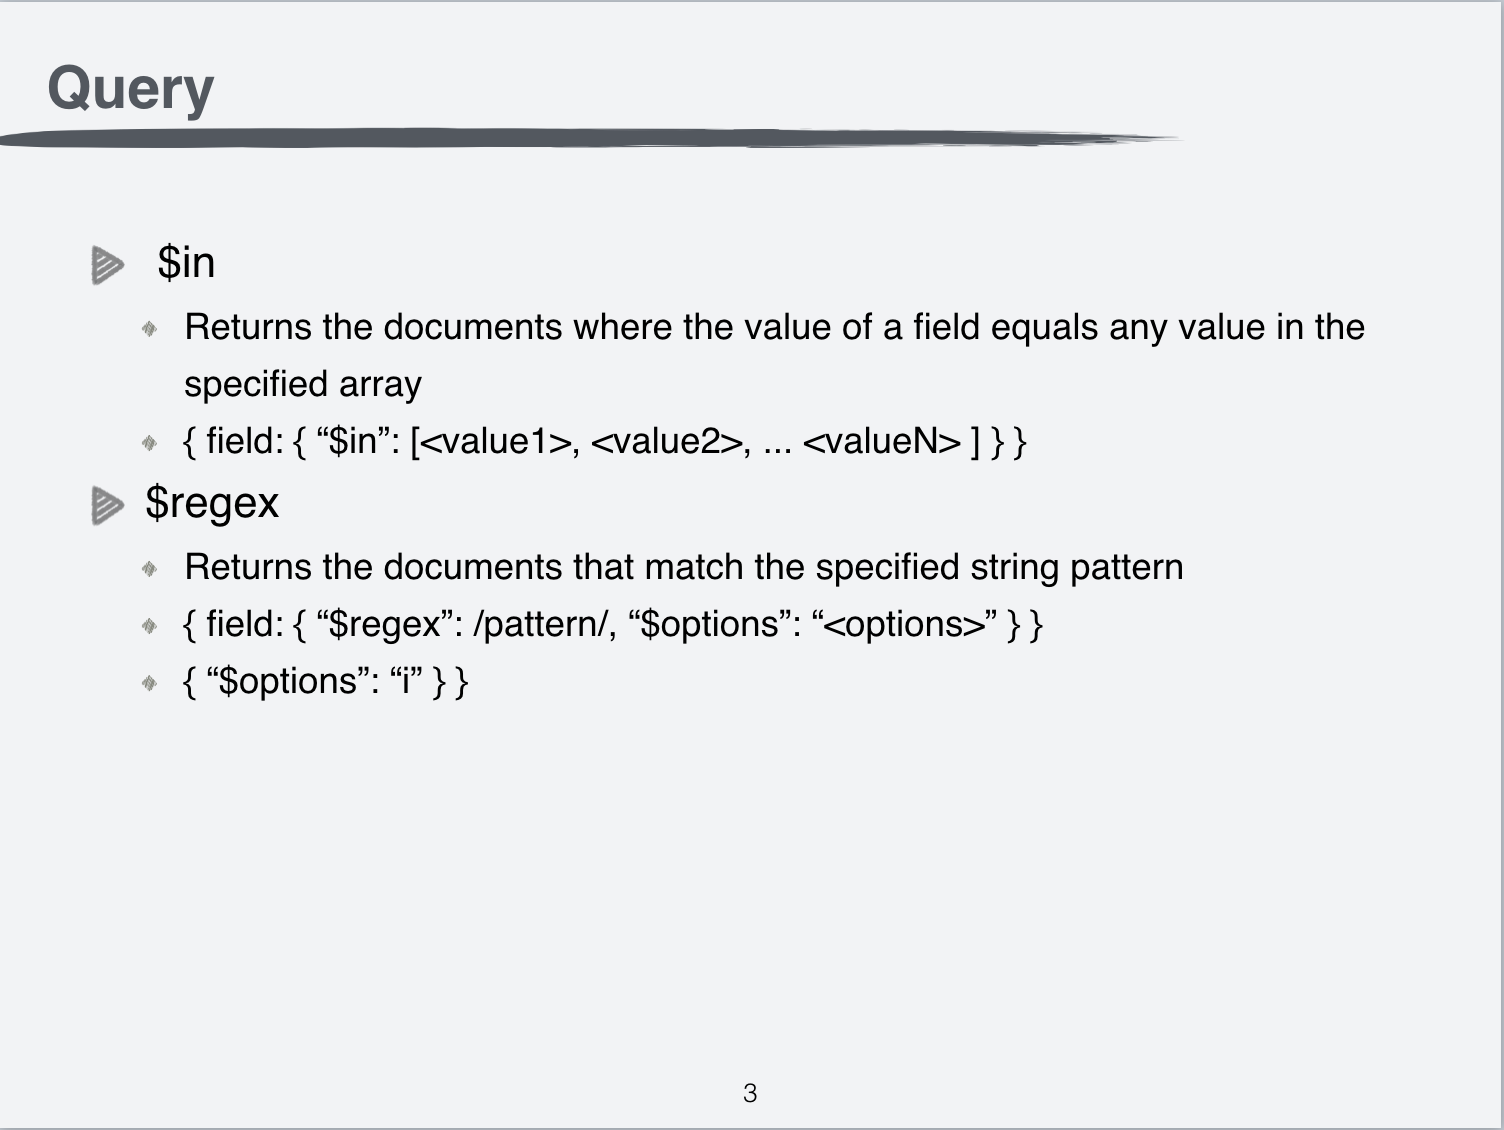 Query
$in
Returns the documents where the value of a field equals any value in the
specified array
{ field: { “$in”: [<value1>, <value2>, ... <valueN> ] } }
$regex
Returns the documents that match the specified string pattern
{ field: { “$regex”: /pattern/, “$options”: “<options>” } }
{ “$options”: “i” } }
3